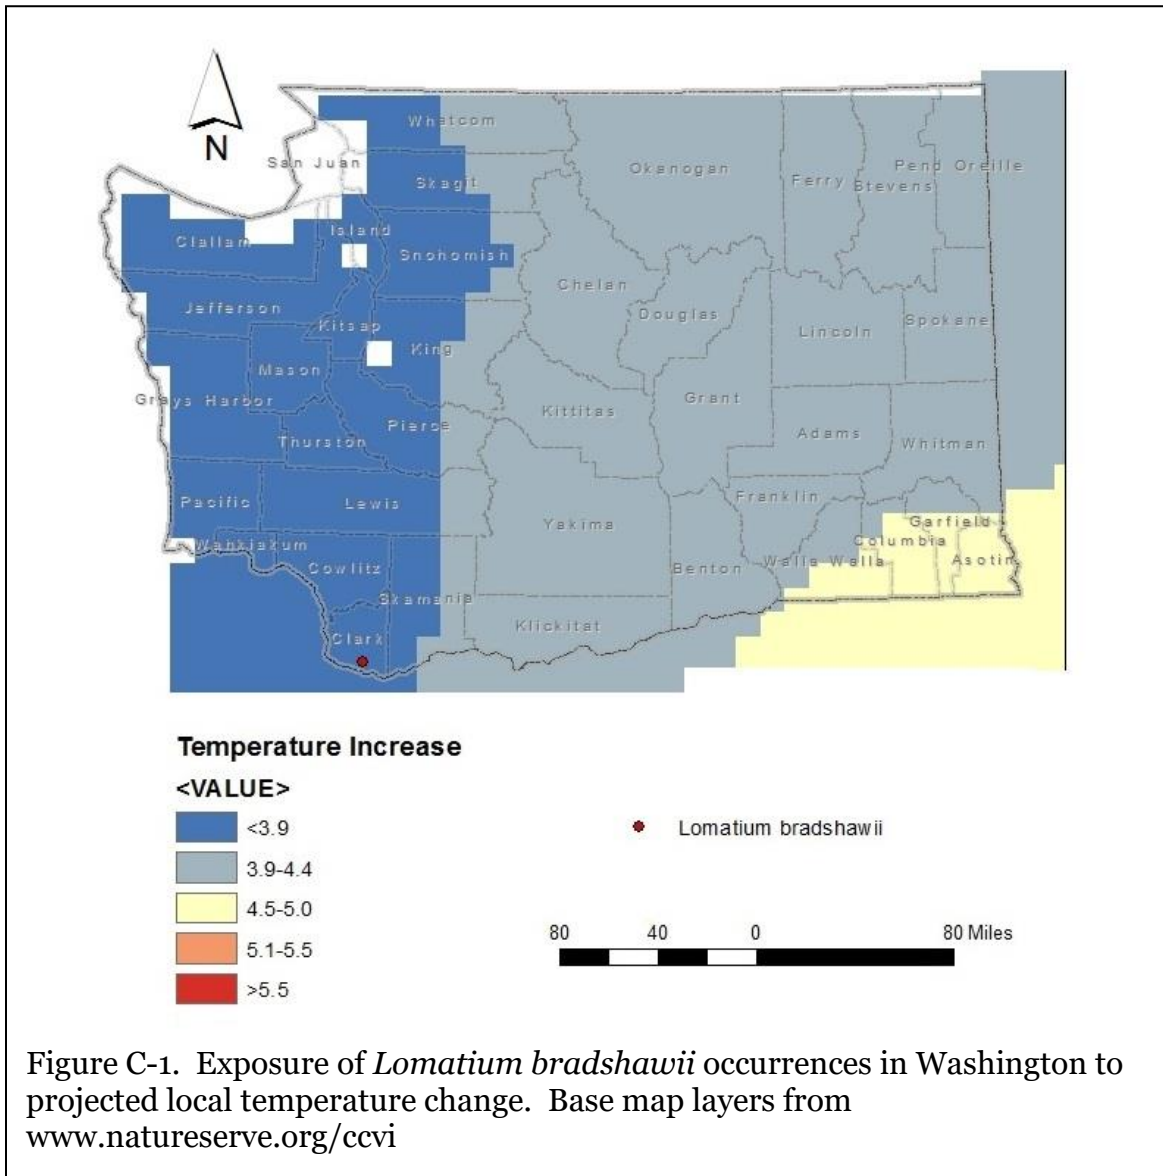 N
San Juan
Whatcom
Skagit
Okanogan
Ferry
Stevens
Pend Oreille
Clallam
Island
Snohomish
Chelan
Jefferson
Kitsap
King
Douglas
Lincoln
Spokane
Mason
Grays Harbor
Pierce
Kittitas
Grant
Adams
Whitman
Thurston
Pacific
Lewis
Yakima
Franklin
Garfield
Columbia
Wahkiakum
Cowlitz
Skamania
Benton
Walla Walla
Asotin
Clark
Klickitat
Temperature Increase
<VALUE>
<3.9
3.9-4.4
4.5-5.0
5.1-5.5
>5.5
Lomatium bradshawii
80 40 0 80 Miles
Figure C-1. Exposure of Lomatium bradshawii occurrences in Washington to
projected local temperature change. Base map layers from
www.natureserve.org/ccvi